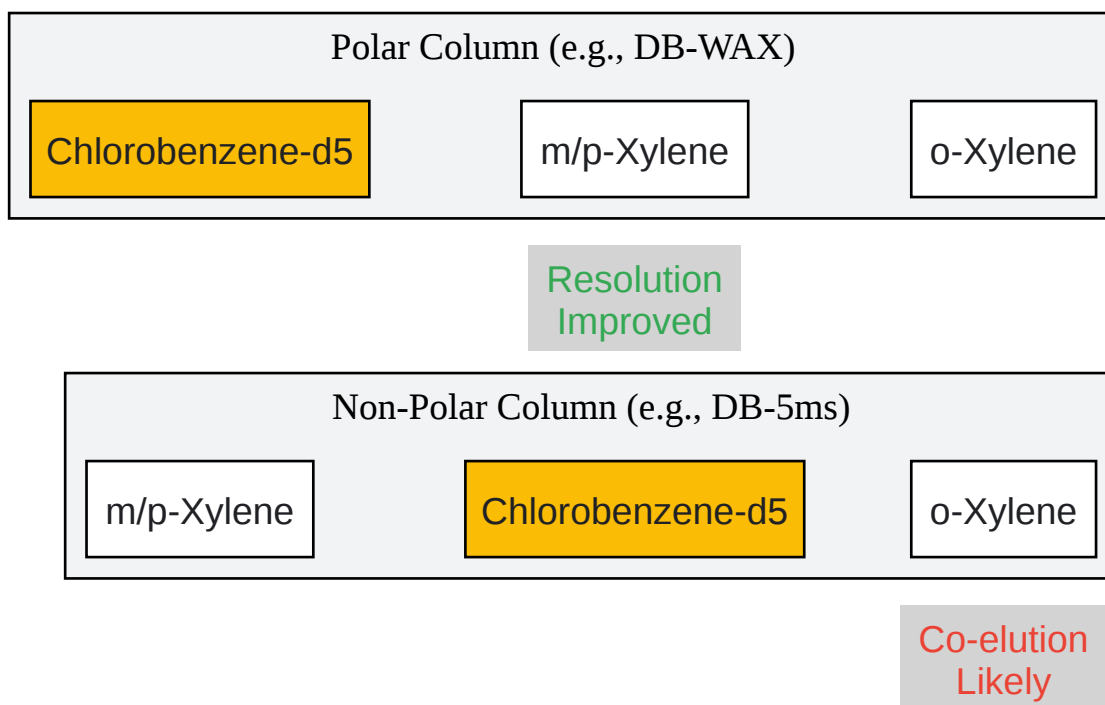 Polar Column (e.g., DB-WAX)
Chlorobenzene-d5
m/p-Xylene
o-Xylene
Resolution
Improved
Non-Polar Column (e.g., DB-5ms)
m/p-Xylene
Chlorobenzene-d5
o-Xylene
Co-elution
Likely